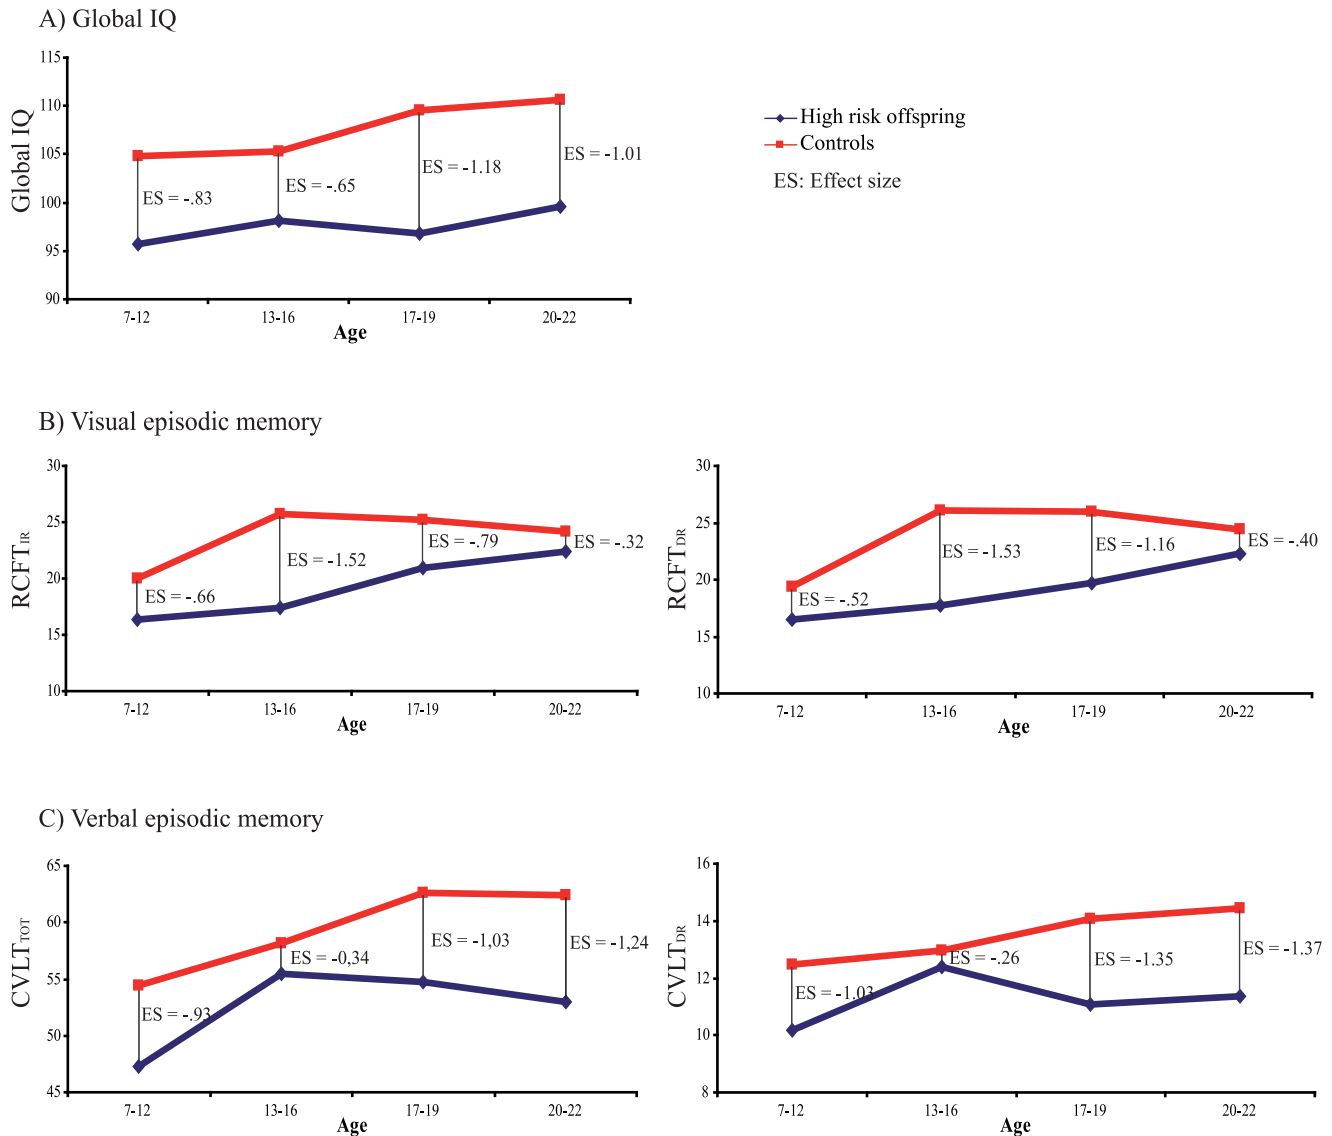 A) Global IQ
115
110
105
100
95
90
Global IQ
ES = -.83
ES = -.65
ES = -1.18
ES = -1.01
7-12
13-16
17-19
20-22
Age
High risk offspring
Controls
ES: Effect size
B) Visual episodic memory
30
25
20
15
10
RCFTIR
ES = -.66
ES = -1.52
ES = -.79
ES = -.32
7-12
13-16
17-19
20-22
Age
30
25
20
15
10
RCFTDR
ES = -.52
ES = -1.53
ES = -1.16
ES = -.40
7-12
13-16
17-19
20-22
Age
C) Verbal episodic memory
65
60
55
50
45
CVLTTOT
ES = -.93
ES = -0,34
ES = -1,03
ES = -1,24
7-12
13-16
17-19
20-22
Age
16
14
12
10
8
CVLTDR
ES = -1.03
ES = -.26
ES = -1.35
ES = -1.37
7-12
13-16
17-19
20-22
Age